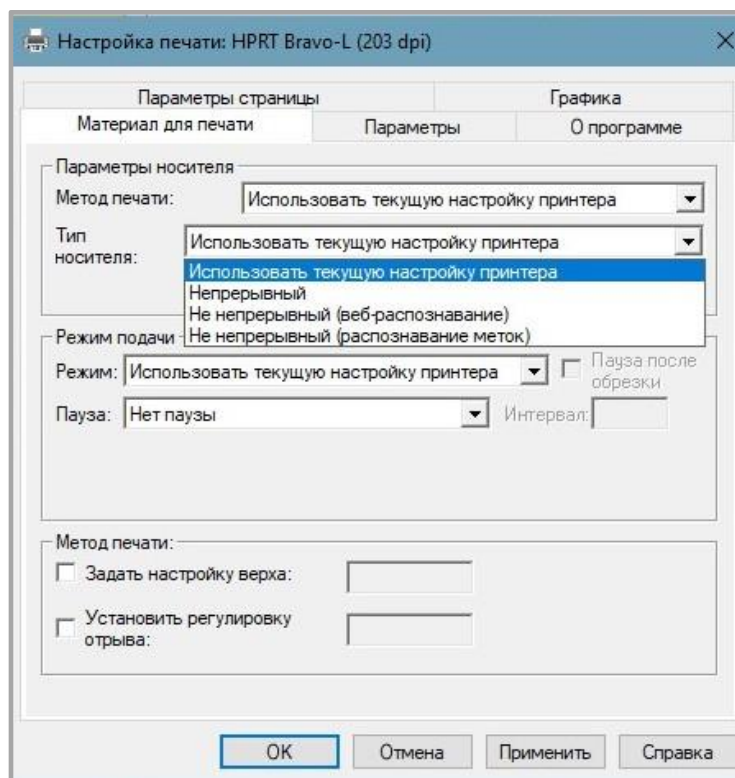 Настройка печати: HPRT Bravo-L (203 dpi)
Параметры страницы
Графика
Материал для печати
Параметры
О программе
Параметры носителя
Метод печати:
Использовать текущую настройку принтера
Тип носителя:
Использовать текущую настройку принтера
Использовать текущую настройку принтера
Непрерывный
Не непрерывный (веб-распознавание)
Не непрерывный (распознавание меток)
Режим подачи
Режим:
Использовать текущую настройку принтера
Пауза после
обрезки
Пауза:
Нет паузы
Интервал:
Метод печати:
Задать настройку верха:
Установить регулировку
отрыва:
OK
Отмена
Применить
Справка